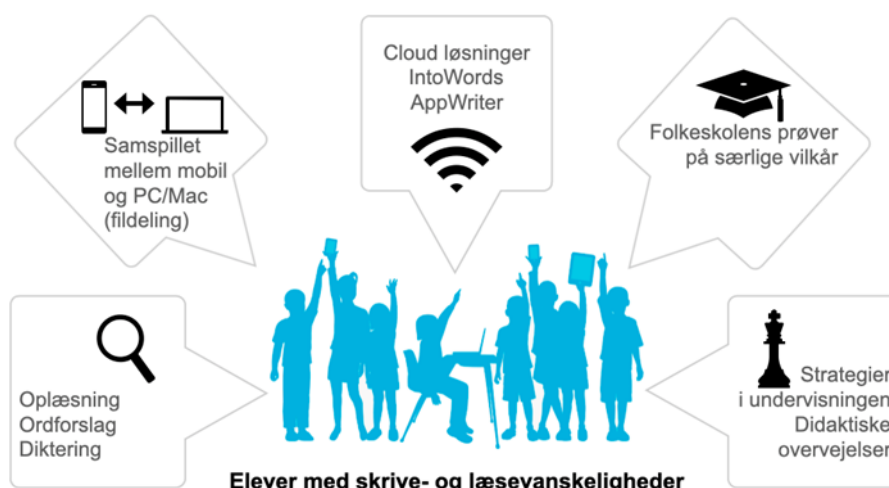 Samspillet
mellem mobil
og PC/Mac
(fildeling)
Cloud løsninger
IntoWords
AppWriter
Folkeskolens prøver
på særlige vilkår
Oplæsning
Ordforslag
Diktering
Strategier
i undervisningen
Didaktiske
overvejelser
Elever med skrive- og læsevanskeligheder